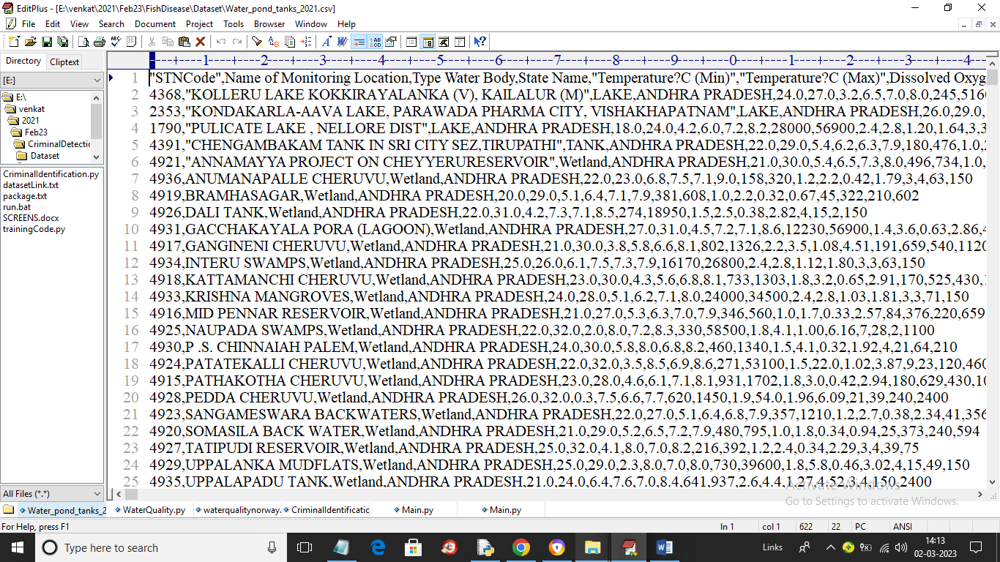 EditPlus - [E:\venkat\2021\Feb23\FishDisease\Dataset\Water_pond_tanks_2021.csv]
File Edit View Search Document Project Tools Browser Window Help
Directory Cliptext
[E:]
E:\
venkat
2021
Feb23
CriminalDetectic
Dataset
CriminalIdentification.py
datasetLink.txt
package.txt
run.bat
SCREENS.docx
trainingCode.py
All Files (*.*)
----+----1----+----2----+----3----+----4----+----5----+----6----+----7----+----8----+----9----+----0----+----1----+----2----+----3----+----4--
1 "STNCode",Name of Monitoring Location,Type Water Body,State Name,"Temperature?C (Min)","Temperature?C (Max)",Dissolved Oxyg
2 4368,"KOLLERU LAKE KOKKIRAYALANKA (V), KAILALUR (M)",LAKE,ANDHRA PRADESH,24.0,27.0,3.2,6.5,7.0,8.0,245,516
3 2353,"KONDAKARLA-AAVA LAKE, PARAWADA PHARMA CITY, VISHAKHAPATNAM",LAKE,ANDHRA PRADESH,26.0,29.0,
4 1790,"PULICATE LAKE , NELLORE DIST",LAKE,ANDHRA PRADESH,18.0,24.0,4.2,6.0,7.2,8.2,28000,56900,2.4,2.8,1.20,1.64,3,3
5 4391,"CHENGAMBAKAM TANK IN SRI CITY SEZ,TIRUPATHI",TANK,ANDHRA PRADESH,22.0,29.0,5.4,6.2,6.3,7.9,180,476,1.0,2
6 4921,"ANNAMAYYA PROJECT ON CHEYYERURESERVOIR",Wetland,ANDHRA PRADESH,21.0,30.0,5.4,6.5,7.3,8.0,496,734,1.0,
7 4936,ANUMANAPALLE CHERUVU,Wetland,ANDHRA PRADESH,22.0,23.0,6.8,7.5,7.1,9.0,158,320,1.2,2.2,0.42,1.79,3,4,63,150
8 4919,BRAMHASAGAR,Wetland,ANDHRA PRADESH,20.0,29.0,5.1,6.4,7.1,7.9,381,608,1.0,2.2,0.32,0.67,45,322,210,602
9 4926,DALI TANK,Wetland,ANDHRA PRADESH,22.0,31.0,4.2,7.3,7.1,8.5,274,18950,1.5,2.5,0.38,2.82,4,15,2,150
10 4931,GACCHAKAYALA PORA (LAGOON),Wetland,ANDHRA PRADESH,27.0,31.0,4.5,7.2,7.1,8.6,12230,56900,1.4,3.6,0.63,2.86,4
11 4917,GANGINENI CHERUVU,Wetland,ANDHRA PRADESH,21.0,30.0,3.8,5.8,6.6,8.1,802,1326,2.2,3.5,1.08,4.51,191,659,540,1120
12 4934,INTERU SWAMPS,Wetland,ANDHRA PRADESH,25.0,26.0,6.1,7.5,7.3,7.9,16170,26800,2.4,2.8,1.12,1.80,3,3,63,150
13 4918,KATTAMANCHI CHERUVU,Wetland,ANDHRA PRADESH,23.0,30.0,4.3,5.6,6.8,8.1,733,1303,1.8,3.2,0.65,2.91,170,525,430,
14 4933,KRISHNA MANGROVES,Wetland,ANDHRA PRADESH,24.0,28.0,5.1,6.2,7.1,8.0,24000,34500,2.4,2.8,1.03,1.81,3,3,71,150
15 4916,MID PENNAR RESERVOIR,Wetland,ANDHRA PRADESH,21.0,27.0,5.3,6.3,7.0,7.9,346,560,1.0,1.7,0.33,2.57,84,376,220,659
16 4925,NAUPADA SWAMPS,Wetland,ANDHRA PRADESH,22.0,32.0,2.0,8.0,7.2,8.3,330,58500,1.8,4.1,1.00,6.16,7,28,2,1100
17 4930,P .S. CHINNAIAH PALEM,Wetland,ANDHRA PRADESH,24.0,30.0,5.8,8.0,6.8,8.2,460,1340,1.5,4.1,0.32,1.92,4,21,64,210
18 4924,PATATEKALLI CHERUVU,Wetland,ANDHRA PRADESH,22.0,32.0,3.5,8.5,6.9,8.6,271,53100,1.5,22.0,1.02,3.87,9,23,120,460
19 4915,PATHAKOTHA CHERUVU,Wetland,ANDHRA PRADESH,23.0,28.0,4.6,6.1,7.1,8.1,931,1702,1.8,3.0,0.42,2.94,180,629,430,10
20 4928,PEDDA CHERUVU,Wetland,ANDHRA PRADESH,26.0,32.0,0.3,7.5,6.6,7.7,620,1450,1.9,54.0,1.96,6.09,21,39,240,2400
21 4923,SANGAMESWARA BACKWATERS,Wetland,ANDHRA PRADESH,22.0,27.0,5.1,6.4,6.8,7.9,357,1210,1.2,2.7,0.38,2.34,41,356
22 4920,SOMASILA BACK WATER,Wetland,ANDHRA PRADESH,21.0,29.0,5.2,6.5,7.2,7.9,480,795,1.0,1.8,0.34,0.94,25,373,240,594
23 4927,TATIPUDI RESERVOIR,Wetland,ANDHRA PRADESH,25.0,32.0,4.1,8.0,7.0,8.2,216,392,1.2,2.4,0.34,2.29,3,4,39,75
24 4929,UPPALANKA MUDFLATS,Wetland,ANDHRA PRADESH,25.0,29.0,2.3,8.0,7.0,8.0,730,39600,1.8,5.8,0.46,3.02,4,15,49,150
25 4935,UPPALAPADU TANK,Wetland,ANDHRA PRADESH,21.0,24.0,6.4,7.6,7.0,8.4,641,937,2.6,4.4,1.27,4.52,3,4,150,2400
Activate Windows
Go to Settings to activate Windows.
Water_pond_tanks_2 WaterQuality.py waterqualitynorway. CriminalIdentificatic Main.py Main.py
For Help, press F1 ln 1 col 1 622 22 PC ANSI
Type here to search Links 14:13
02-03-2023